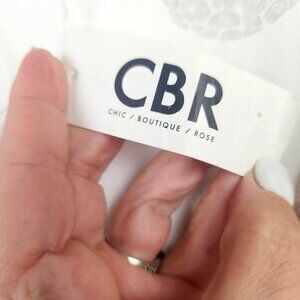 CBR
CHIC / BOUTIQUE / ROSE